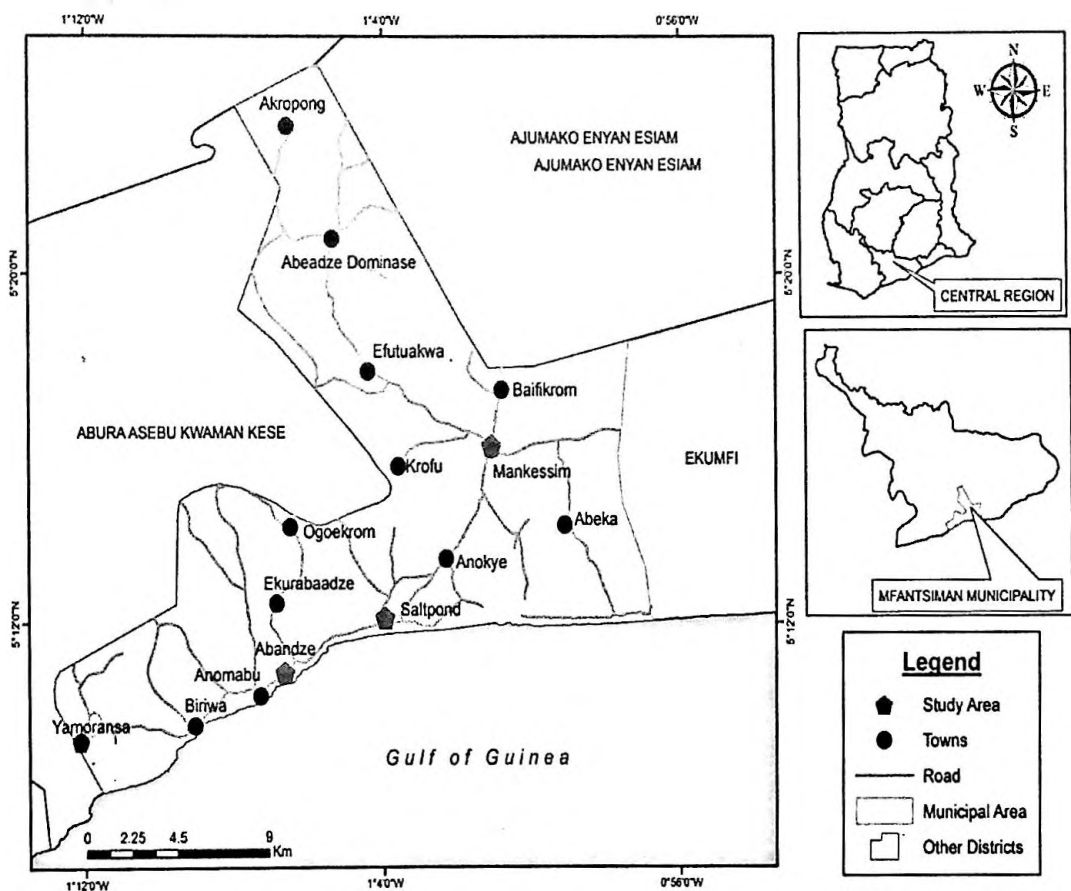 1°12'0"W
1°4'0"W
0°56'0"W
Akropong
AJUMAKO ENYAN ESIAM
AJUMAKO ENYAN ESIAM
Abeadze Dominase
5°20'0"N
5°20'0"N
Efutuakwa
Baifikrom
ABURA ASEBU KWAMAN KESE
Krofu
Mankessim
EKUMFI
Ogoekrom
Abeka
Anokye
Ekurabaadze
Saltpond
5°12'0"N
5°12'0"N
Abandze
Anomabu
Biriwa
Yamoransa
Gulf of Guinea
0 2.25 4.5 9
Km
1°12'0"W
1°4'0"W
0°56'0"W
N
W E
S
CENTRAL REGION
MFANTSIMAN MUNICIPALITY
Legend
Study Area
Towns
Road
Municipal Area
Other Districts